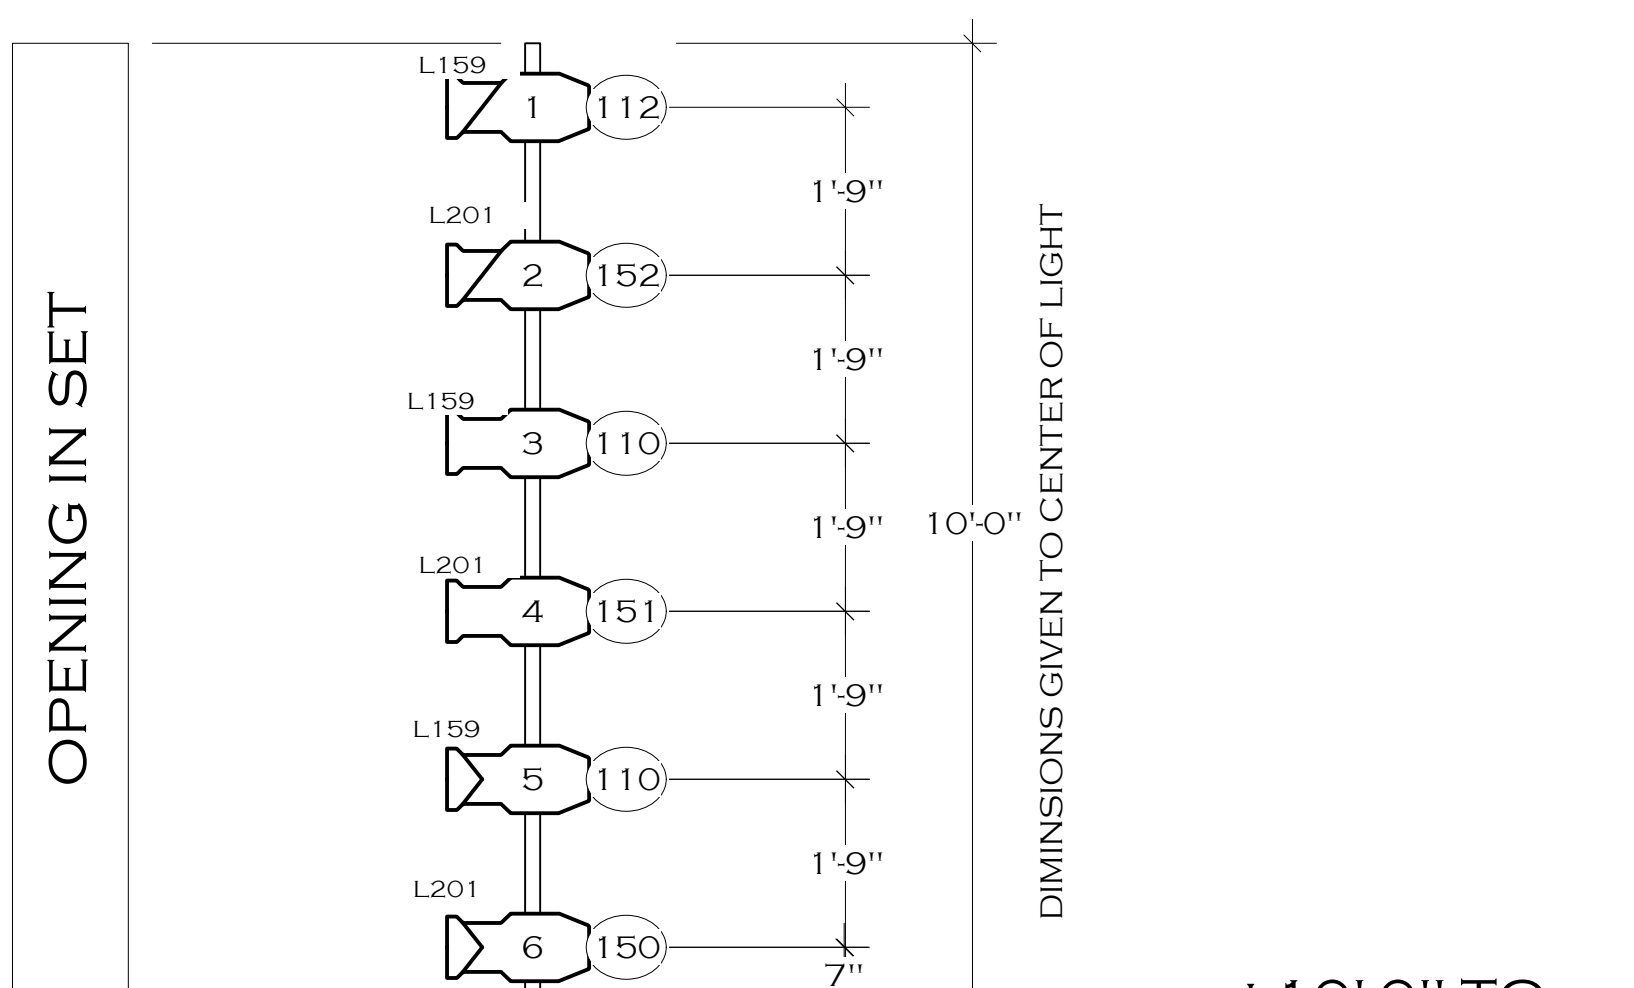 L159
1
112
1'-9"
L201
2
152
1'-9"
L159
3
110
1'-9"
10'-0"
L201
4
151
1'-9"
L159
5
110
1'-9"
L201
6
150
7"
OPENING IN SET
DIMINSIONS GIVEN TO CENTER OF LIGHT
TO